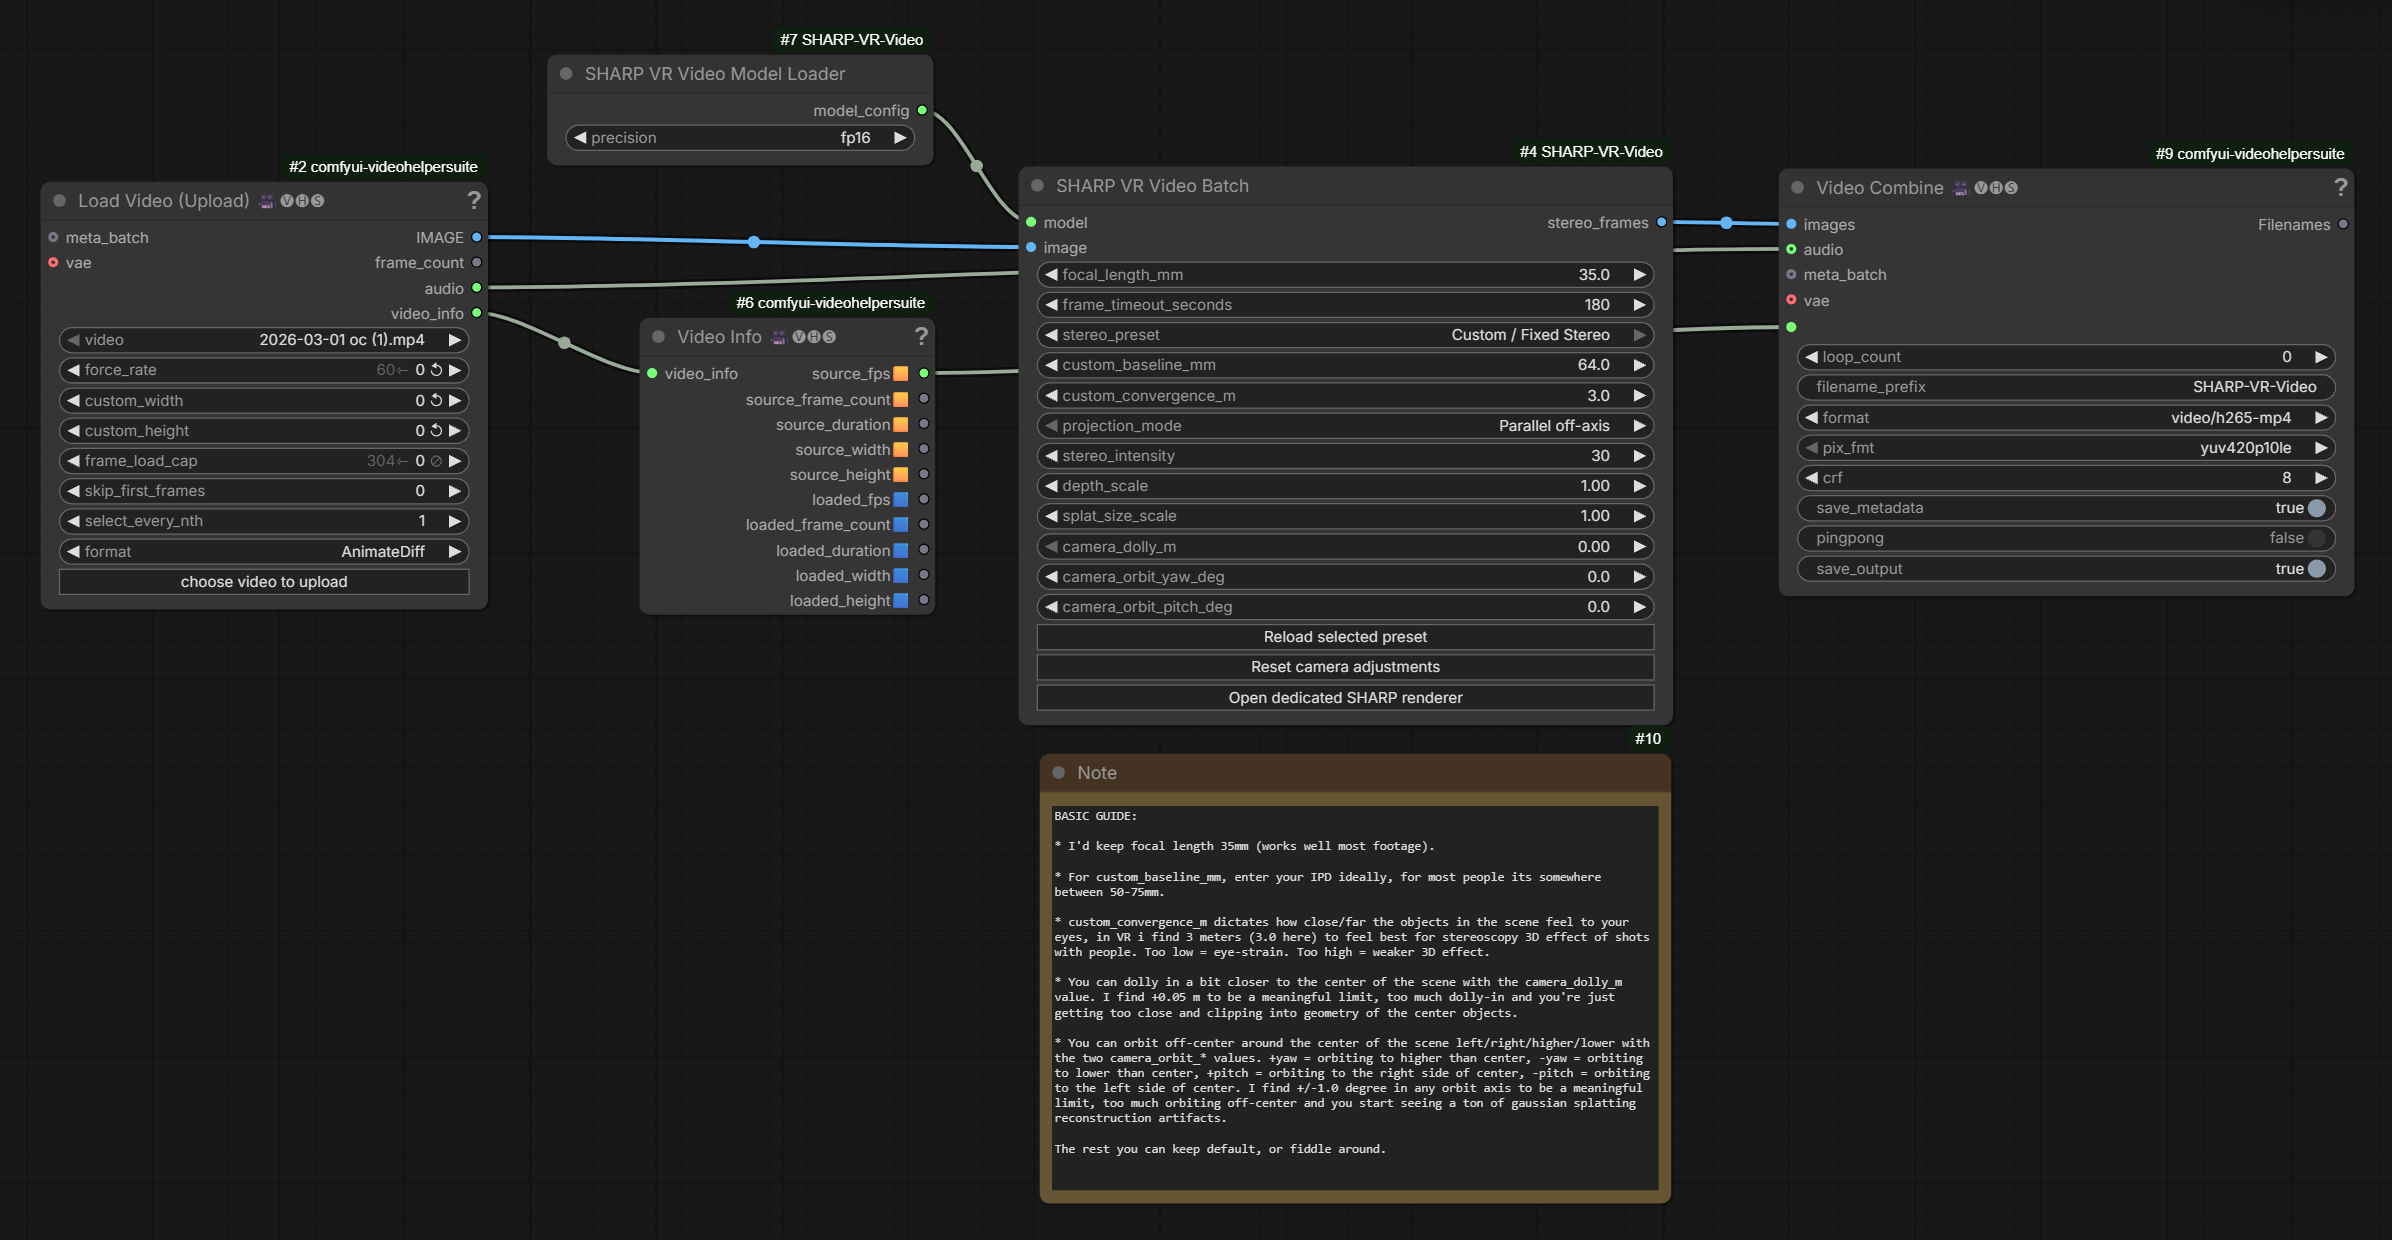 #7 SHARP-VR-Video
SHARP VR Video Model Loader
model_config
precision fp16
#2 comfyui-videohelpersuite
Load Video (Upload) VHS ?
meta_batch IMAGE
vae frame_count
audio
video_info
video 2026-03-01 oc (1).mp4
force_rate 60← 0
custom_width 0
custom_height 0
frame_load_cap 304← 0
skip_first_frames 0
select_every_nth 1
format AnimateDiff
choose video to upload
#6 comfyui-videohelpersuite
Video Info VHS ?
video_info source_fps
source_frame_count
source_duration
source_width
source_height
loaded_fps
loaded_frame_count
loaded_duration
loaded_width
loaded_height
#4 SHARP-VR-Video
SHARP VR Video Batch
model stereo_frames
image
focal_length_mm 35.0
frame_timeout_seconds 180
stereo_preset Custom / Fixed Stereo
custom_baseline_mm 64.0
custom_convergence_m 3.0
projection_mode Parallel off-axis
stereo_intensity 30
depth_scale 1.00
splat_size_scale 1.00
camera_dolly_m 0.00
camera_orbit_yaw_deg 0.0
camera_orbit_pitch_deg 0.0
Reload selected preset
Reset camera adjustments
Open dedicated SHARP renderer
#9 comfyui-videohelpersuite
Video Combine VHS ?
images Filenames
audio
meta_batch
vae
loop_count 0
filename_prefix SHARP-VR-Video
format video/h265-mp4
pix_fmt yuv420p10le
crf 8
save_metadata true
pingpong false
save_output true
#10
Note
BASIC GUIDE:
* I'd keep focal length 35mm (works well most footage).
* For custom_baseline_mm, enter your IPD ideally, for most people its somewhere
between 50-75mm.
* custom_convergence_m dictates how close/far the objects in the scene feel to your
eyes, in VR i find 3 meters (3.0 here) to feel best for stereoscopy 3D effect of shots
with people. Too low = eye-strain. Too high = weaker 3D effect.
* You can dolly in a bit closer to the center of the scene with the camera_dolly_m
value. I find +0.05 m to be a meaningful limit, too much dolly-in and you're just
getting too close and clipping into geometry of the center objects.
* You can orbit off-center around the center of the scene left/right/higher/lower with
the two camera_orbit_* values. +yaw = orbiting to higher than center, -yaw = orbiting
to lower than center, +pitch = orbiting to the right side of center, -pitch = orbiting
to the left side of center. I find +/-1.0 degree in any orbit axis to be a meaningful
limit, too much orbiting off-center and you start seeing a ton of gaussian splatting
reconstruction artifacts.
The rest you can keep default, or fiddle around.